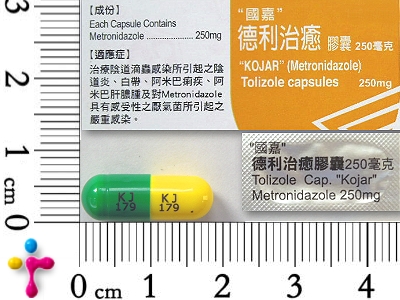 【成份】
Each Capsule Contains
Metronidazole .................. 250mg
【適應症】
治療陰道滴蟲感染所引起之陰
道炎、白帶、阿米巴痢疾、阿
米巴肝膿腫及對Metronidazole
具有感受性之厭氧菌所引起之
嚴重感染。
“國嘉”
德利治癒 膠囊 250毫克
“KOJAR” (Metronidazole)
Tolizole capsules 250mg
“國嘉”
德利治癒膠囊250毫克
Tolizole Cap. "Kojar"
Metronidazole 250mg
KJ
179
KJ
179
3
2
1
0 cm
0 cm 1 2 3 4